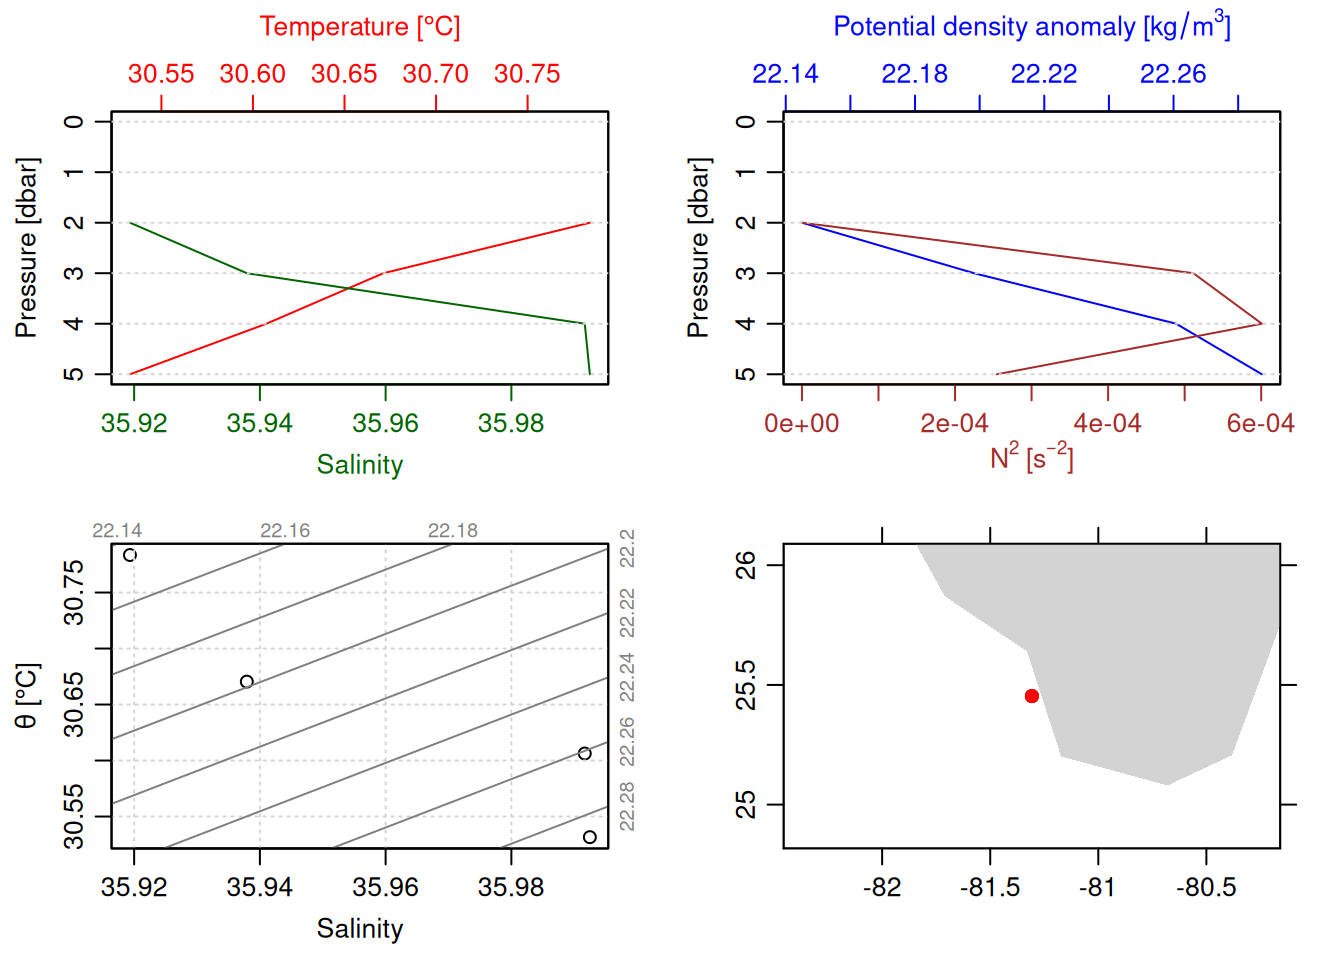 Temperature [°C]
30.55 30.60 30.65 30.70 30.75
Pressure [dbar]
0
1
2
3
4
5
35.92 35.94 35.96 35.98
Salinity
Potential density anomaly [kg/m³]
22.14 22.18 22.22 22.26
Pressure [dbar]
0
1
2
3
4
5
0e+00 2e-04 4e-04 6e-04
N² [s⁻²]
22.14 22.16 22.18
22.2
22.22
22.24
22.26
22.28
θ [°C]
30.75
30.65
30.55
35.92 35.94 35.96 35.98
Salinity
26
25.5
25
-82 -81.5 -81 -80.5